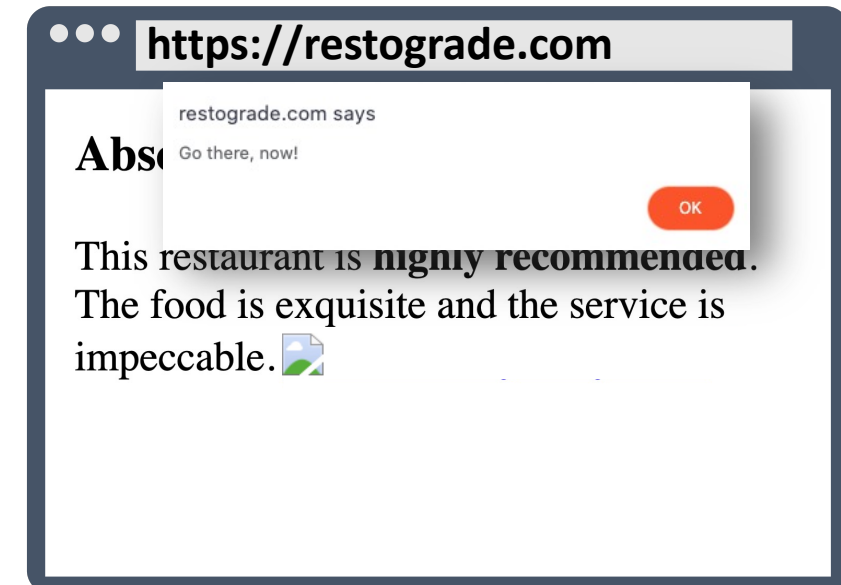 https://restograde.com
restograde.com says
Go there, now!
OK
This restaurant is highly recommended.
The food is exquisite and the service is
impeccable.